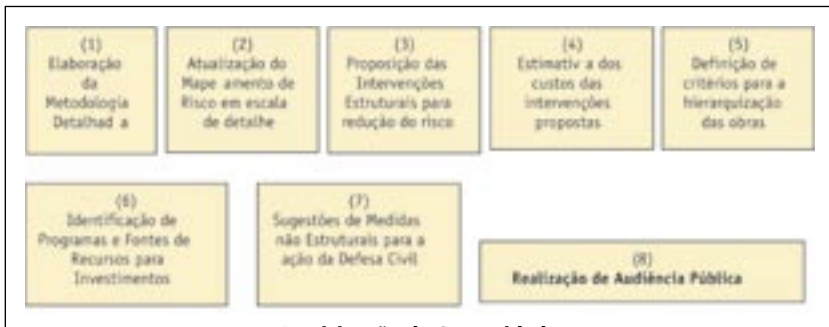 (1)
Elaboração
da
Metodologia
Detalhad a
(2)
Atualização do
Mape amento de
Risco em escala
de detalhe
(3)
Proposição das
Intervenções
Estruturais para
redução do risco
(4)
Estimativ a dos
custos das
intervenções
propostas
(5)
Definição de
critérios para a
hierarquização
das obras
(6)
Identificação de
Programas e Fontes de
Recursos para
Investimentos
(7)
Sugestões de Medidas
não Estruturais para a
ação da Defesa Civil
(8)
Realização de Audiência Pública